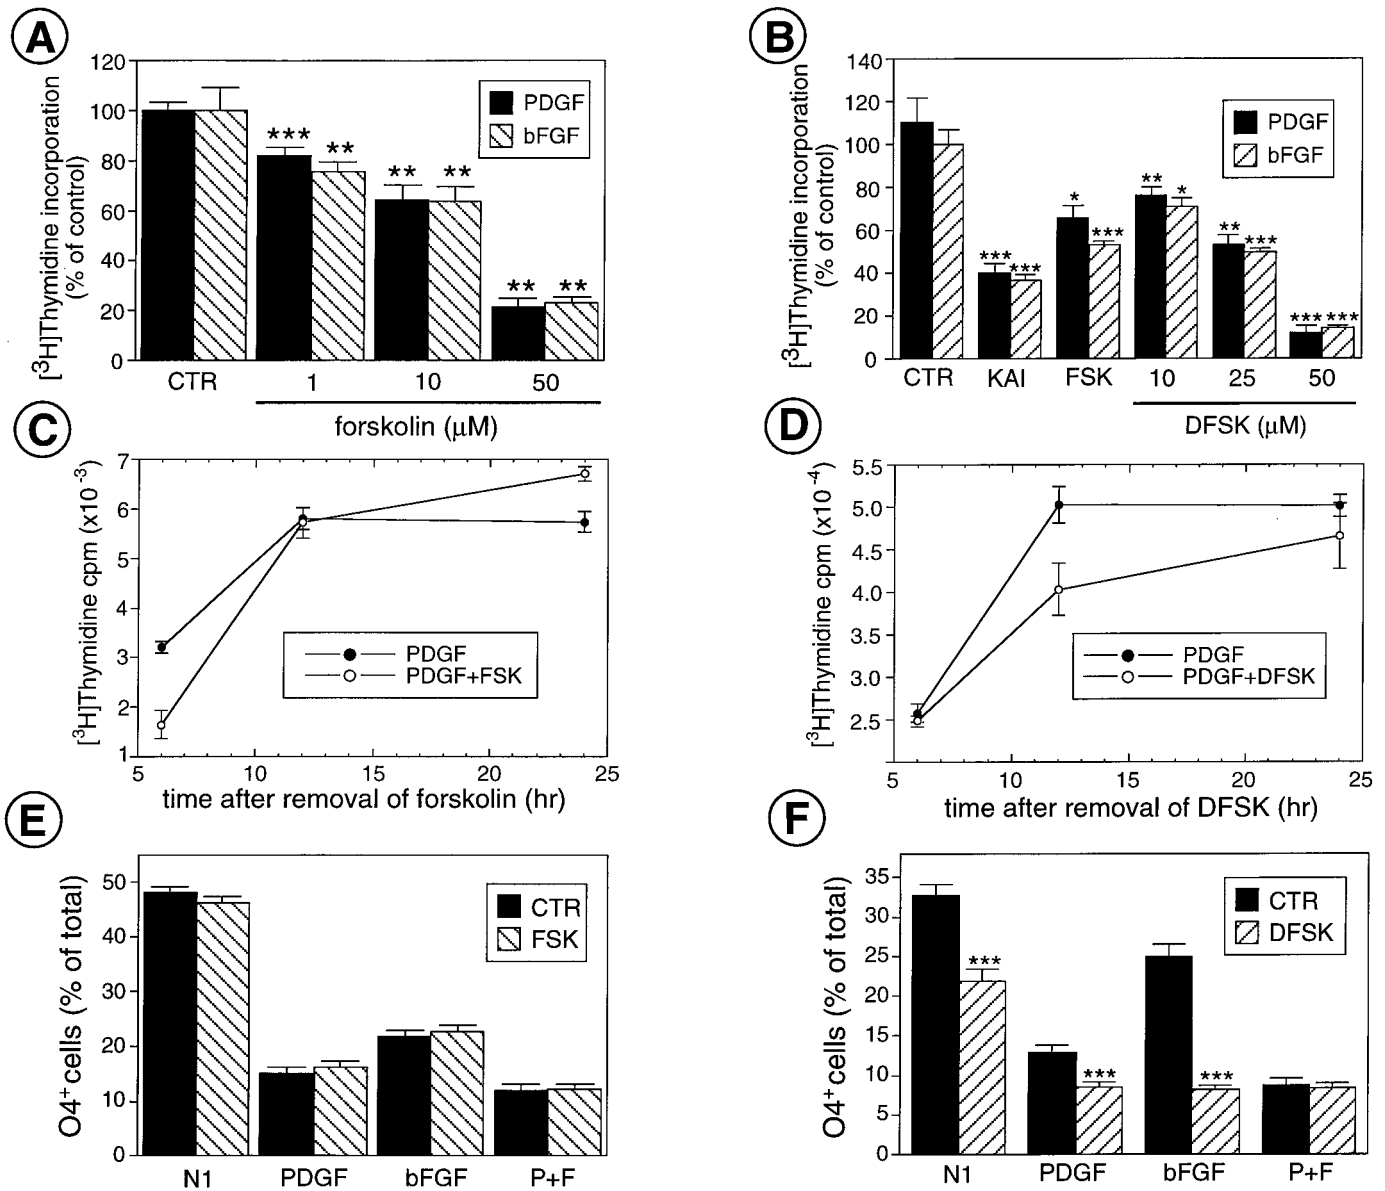 A
[³H]Thymidine incorporation
(% of control)
120
100
80
60
40
20
0
*** ** ** ** ** **
PDGF
bFGF
CTR 1 10 50
forskolin (μM)
B
[³H]Thymidine incorporation
(% of control)
140
120
100
80
60
40
20
0
*** *** * *** ** * ** *** *** ***
PDGF
bFGF
CTR KAI FSK 10 25 50
DFSK (μM)
C
[³H]Thymidine cpm (x10⁻³)
7
6
5
4
3
2
1
PDGF
PDGF+FSK
5 10 15 20 25
time after removal of forskolin (hr)
D
[³H]Thymidine cpm (x10⁻⁴)
5.5
5.0
4.5
4.0
3.5
3.0
2.5
PDGF
PDGF+DFSK
5 10 15 20 25
time after removal of DFSK (hr)
E
O4⁺ cells (% of total)
50
40
30
20
10
0
CTR
FSK
N1 PDGF bFGF P+F
F
O4⁺ cells (% of total)
35
30
25
20
15
10
5
0
*** *** ***
CTR
DFSK
N1 PDGF bFGF P+F